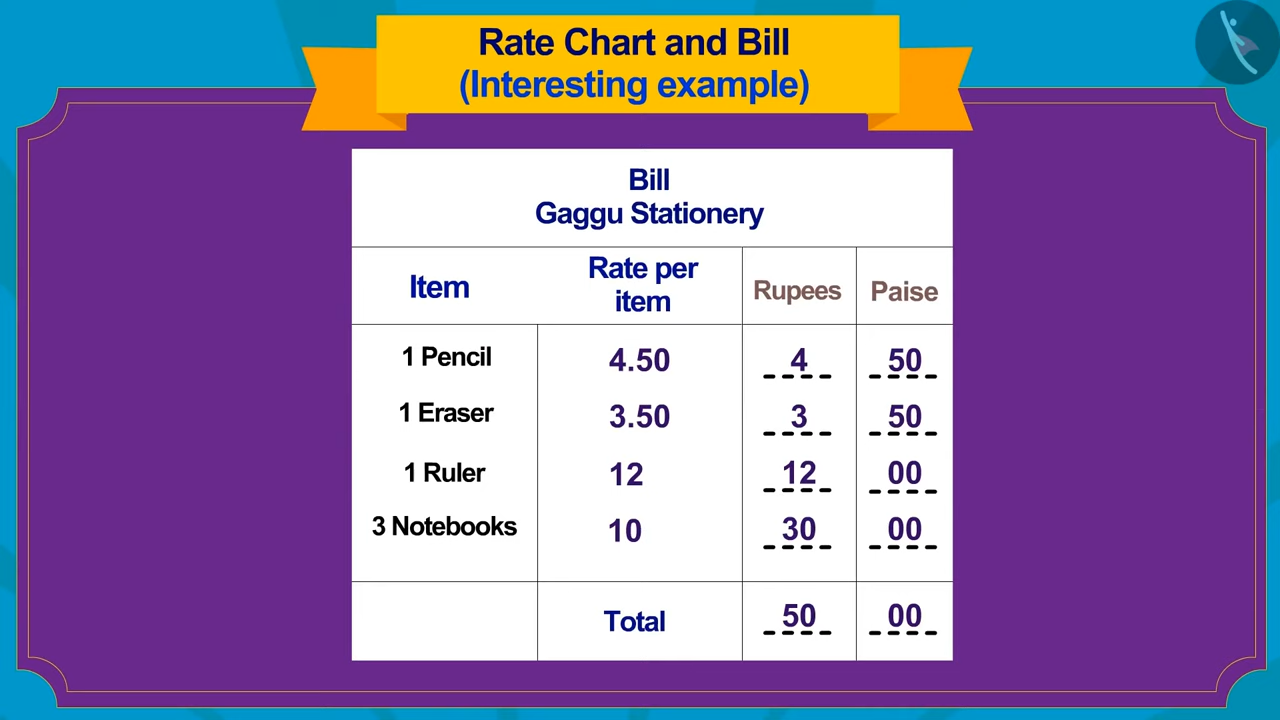 Rate Chart and Bill
(Interesting example)
Bill
Gaggu Stationery
Item Rate per item Rupees Paise
1 Pencil 4.50 4 50
1 Eraser 3.50 3 50
1 Ruler 12 12 00
3 Notebooks 10 30 00
Total 50 00